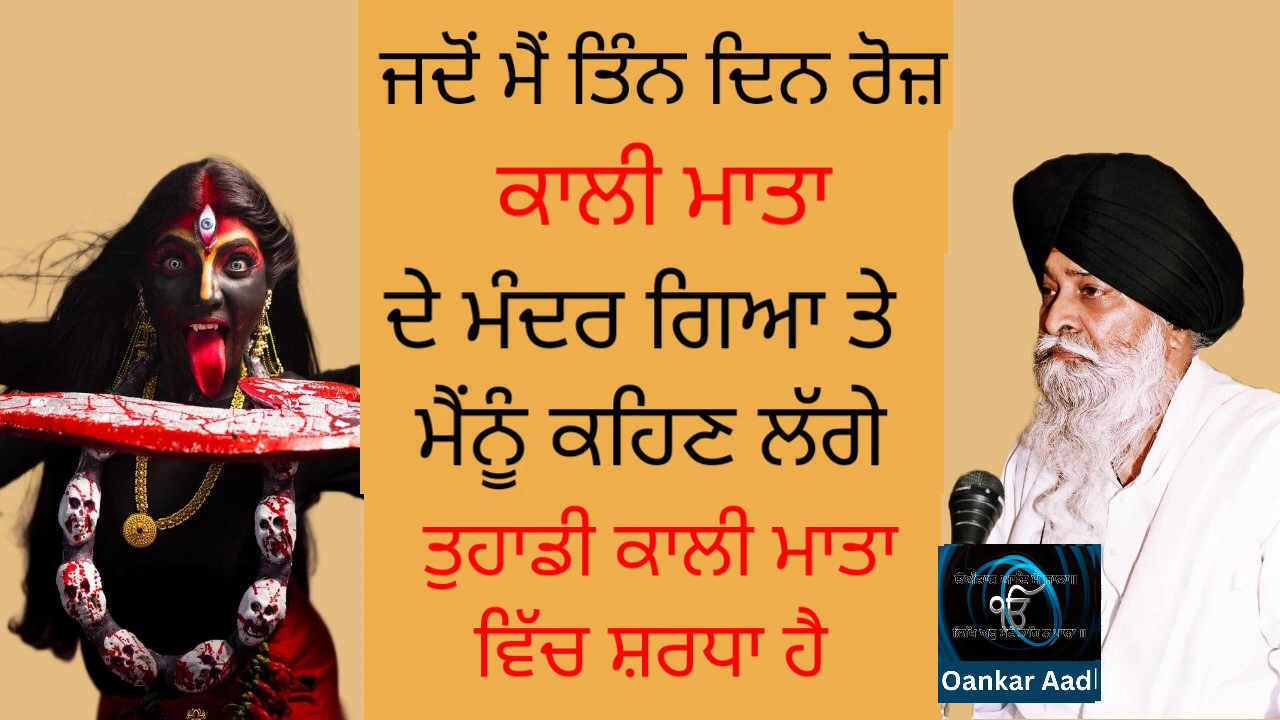 ਜਦੋਂ ਮੈਂ ਤਿੰਨ ਦਿਨ ਰੋਜ਼
ਕਾਲੀ ਮਾਤਾ
ਦੇ ਮੰਦਰ ਗਿਆ ਤੇ
ਮੈਂਨੂੰ ਕਹਿਣ ਲੱਗੇ
ਤੁਹਾਡੀ ਕਾਲੀ ਮਾਤਾ
ਵਿੱਚ ਸ਼ਰਧਾ ਹੈ
ੴ
Oankar Aad